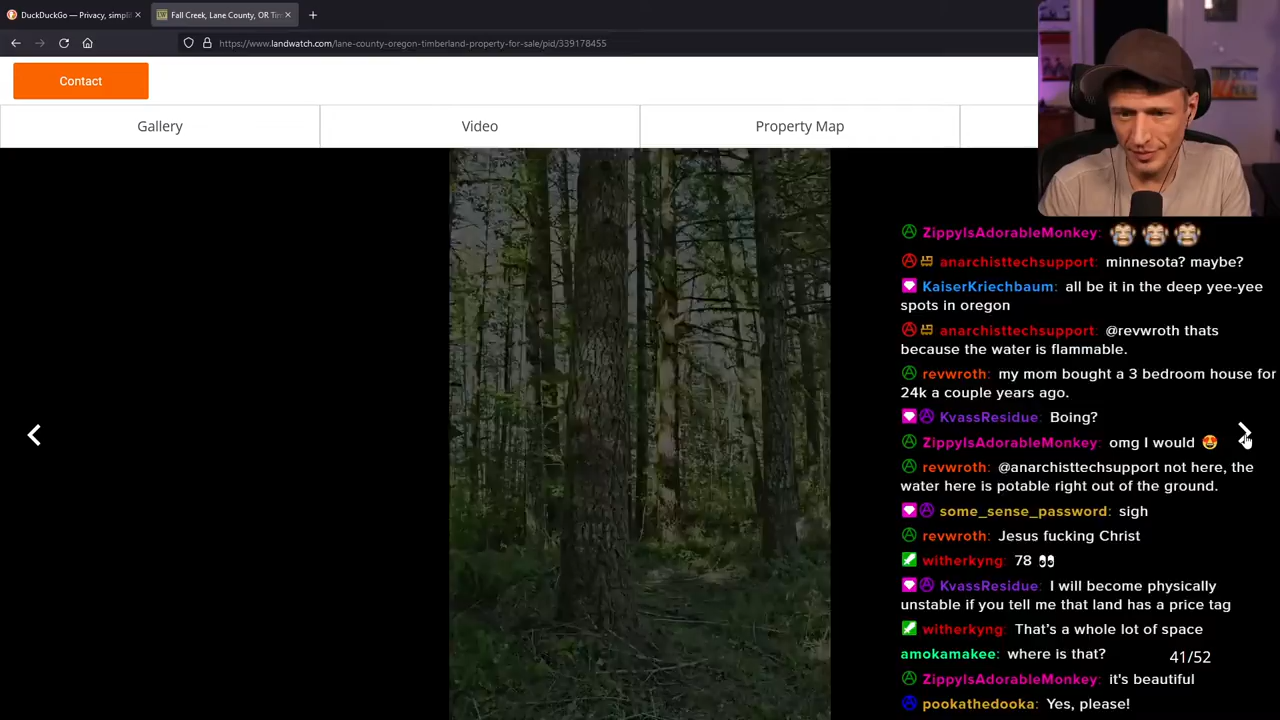 DuckDuckGo — Privacy, simpli
Fall Creek, Lane County, OR Tim
https://www.landwatch.com/lane-county-oregon-timberland-property-for-sale/pid/339178455
Contact
Gallery
Video
Property Map
ZippyIsAdorableMonkey:
anarchisttechsupport: minnesota? maybe?
KaiserKriechbaum: all be it in the deep yee-yee
spots in oregon
anarchisttechsupport: @revwroth thats
because the water is flammable.
revwroth: my mom bought a 3 bedroom house for
24k a couple years ago.
KvassResidue: Boing?
ZippyIsAdorableMonkey: omg I would 🤩
revwroth: @anarchisttechsupport not here, the
water here is potable right out of the ground.
some_sense_password: sigh
revwroth: Jesus fucking Christ
witherkyng: 78 👀
KvassResidue: I will become physically
unstable if you tell me that land has a price tag
witherkyng: That's a whole lot of space
amokamakee: where is that?
41/52
ZippyIsAdorableMonkey: it's beautiful
pookathedooka: Yes, please!